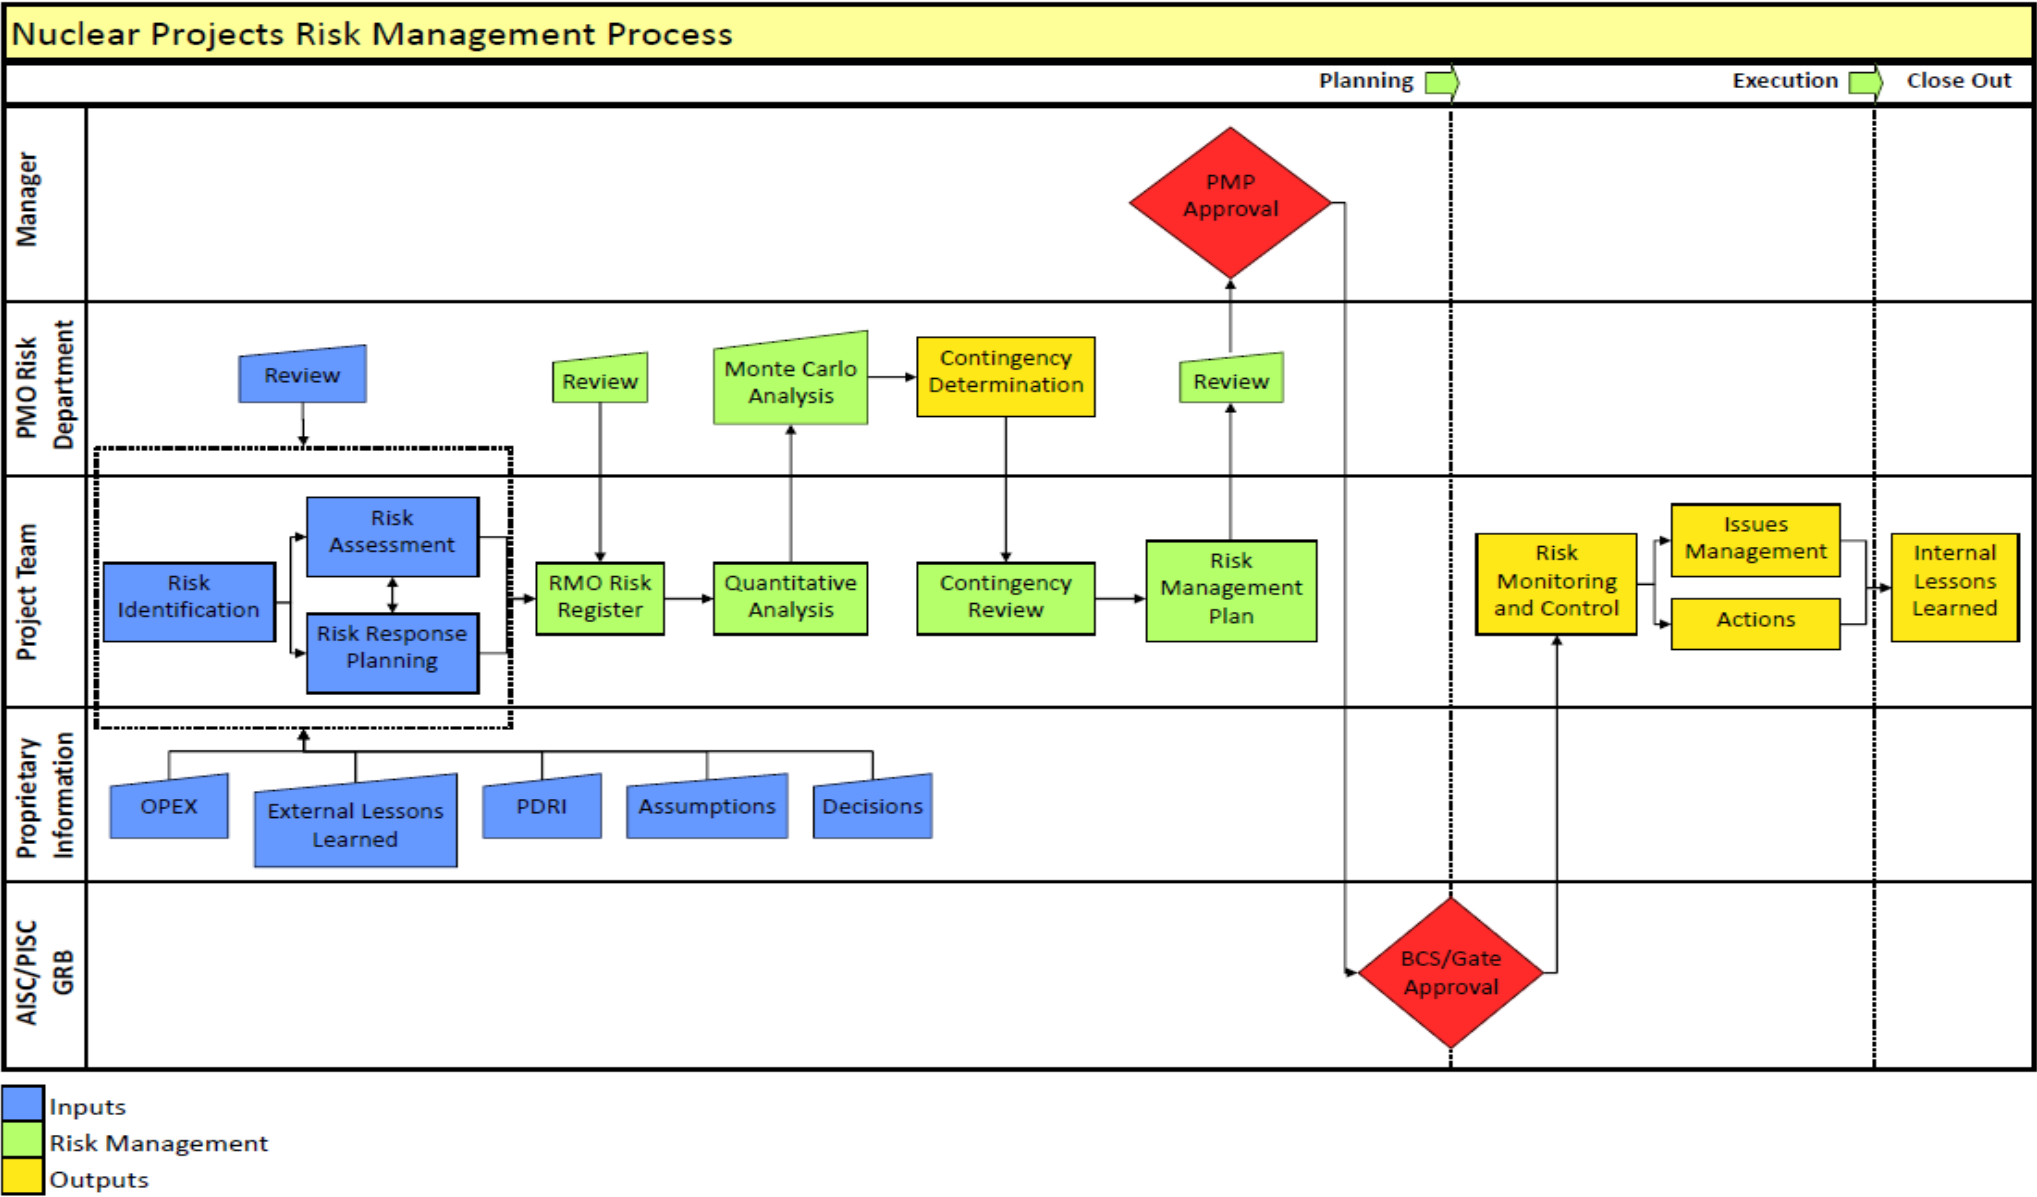 Nuclear Projects Risk Management Process
Planning
Execution
Close Out
Manager
PMP
Approval
PMO Risk
Department
Review
Review
Monte Carlo
Analysis
Contingency
Determination
Review
Project Team
Risk
Identification
Risk
Assessment
Risk Response
Planning
RMO Risk
Register
Quantitative
Analysis
Contingency
Review
Risk
Management
Plan
Risk
Monitoring
and Control
Issues
Management
Actions
Internal
Lessons
Learned
Proprietary
Information
OPEX
External Lessons
Learned
PDRI
Assumptions
Decisions
AISC/PISC
GRB
BCS/Gate
Approval
Inputs
Risk Management
Outputs